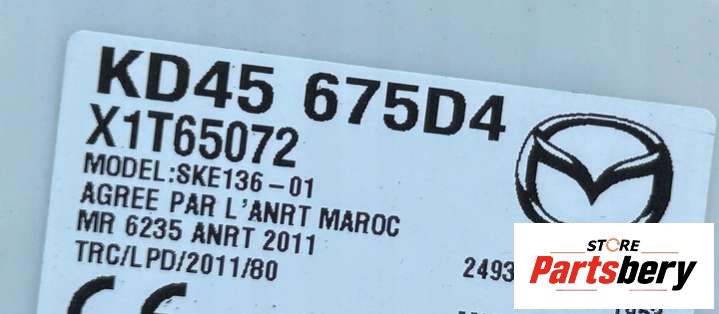 KD45 675D4
X1T65072
MODEL:SKE136-01
AGREE PAR L'ANRT MAROC
MR 6235 ANRT 2011
TRC/LPD/2011/80
2493
CE
STORE
Partsbery